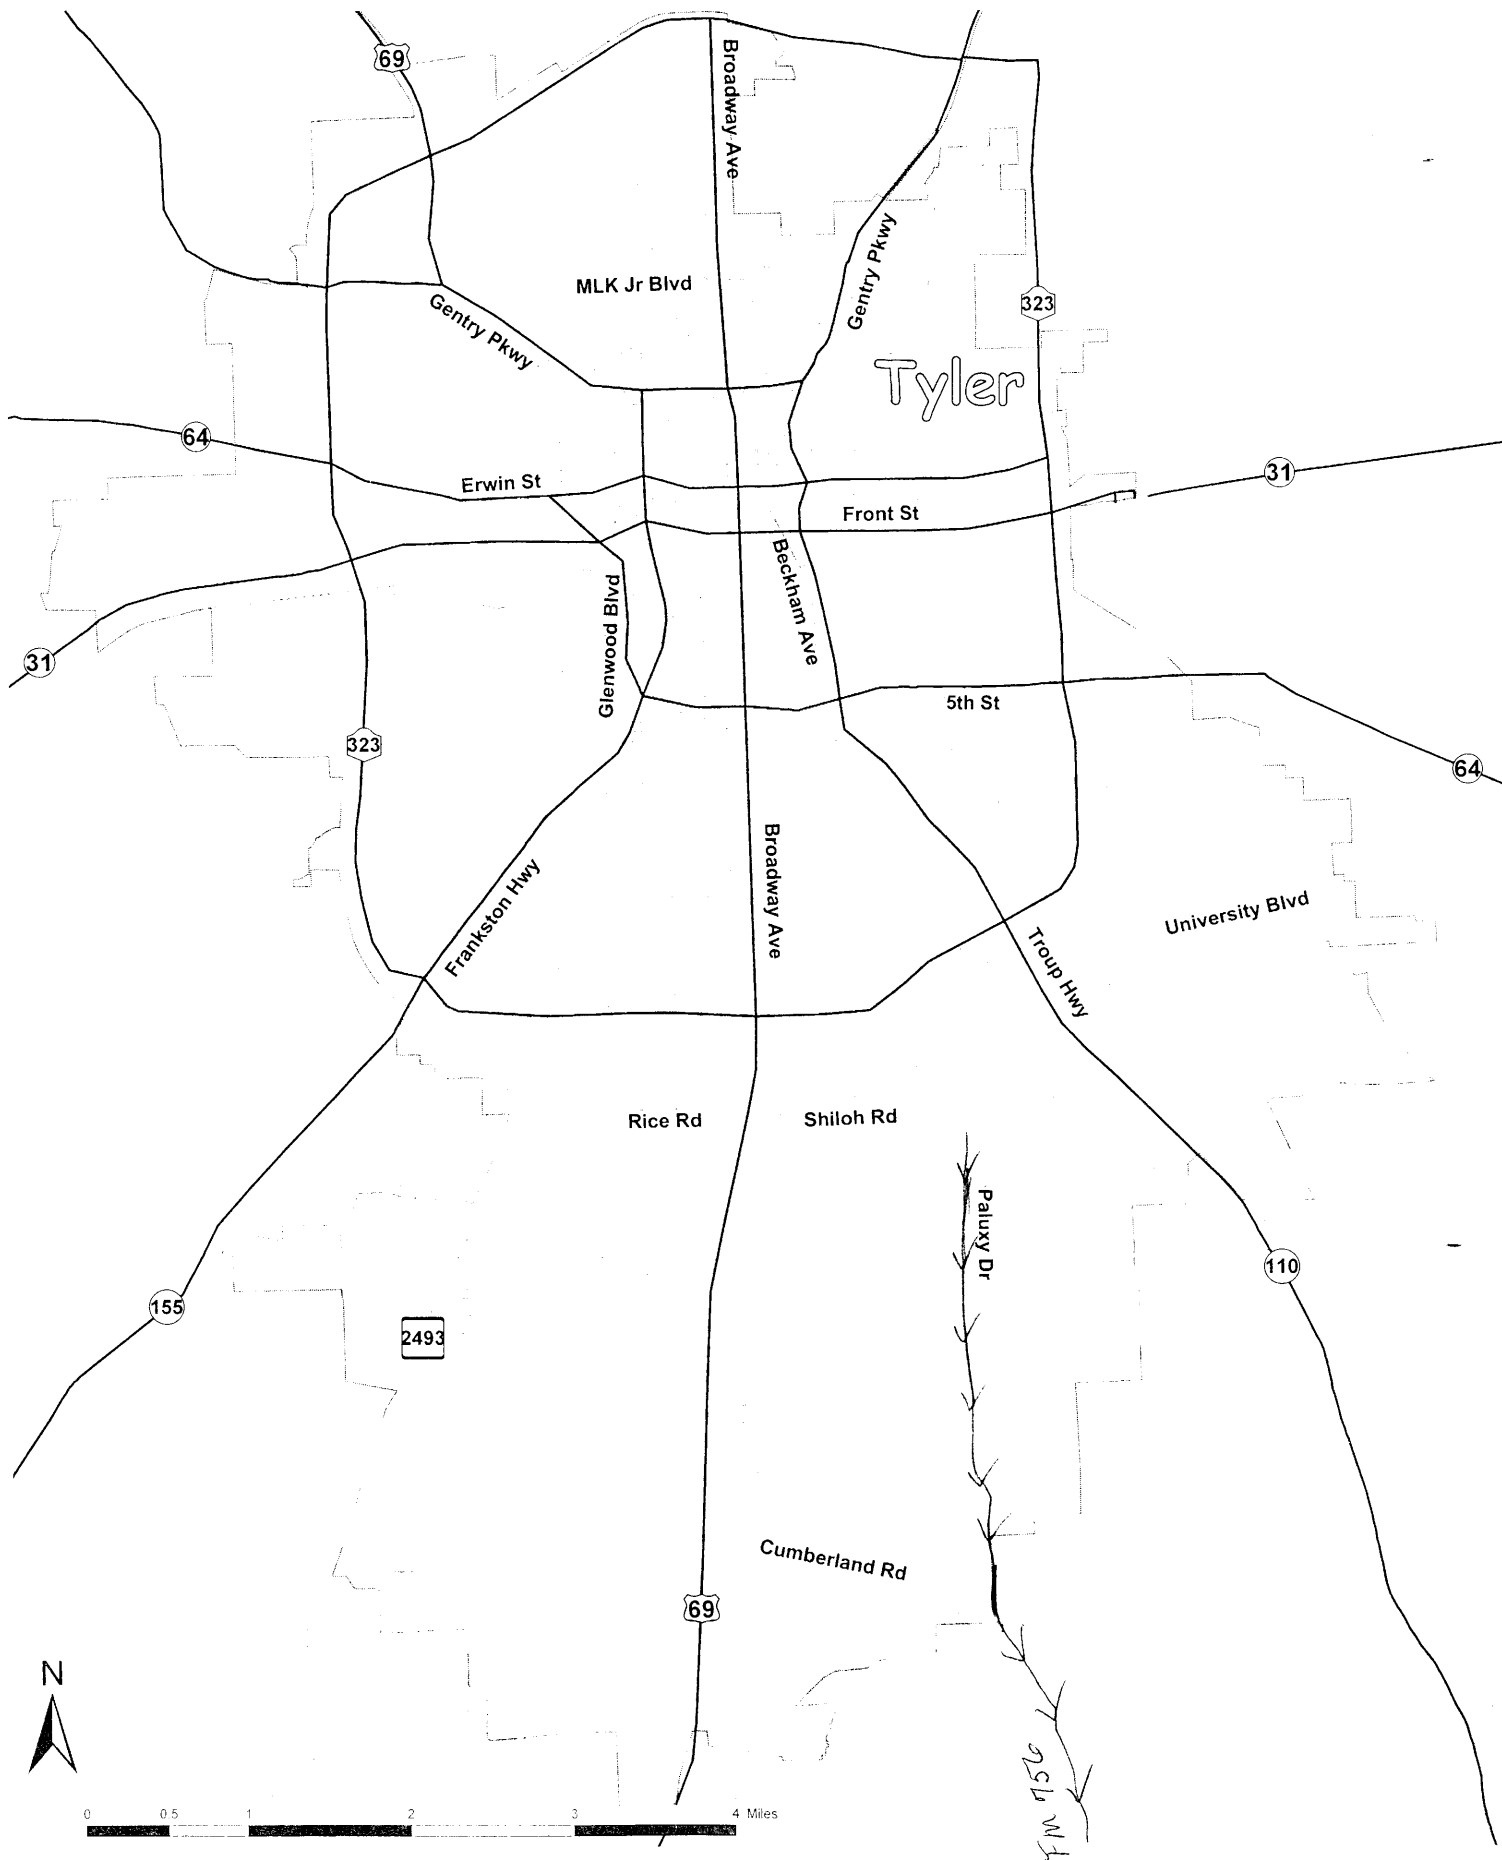 69
Broadway Ave
MLK Jr Blvd
Gentry Pkwy
Gentry Pkwy
323
Tyler
64
Erwin St
31
Front St
Beckham Ave
Glenwood Blvd
31
5th St
323
64
Broadway Ave
Frankston Hwy
University Blvd
Troup Hwy
Rice Rd
Shiloh Rd
Paluxy Dr
110
155
2493
Cumberland Rd
69
N
FM 756
0 0.5 1 2 3 4 Miles